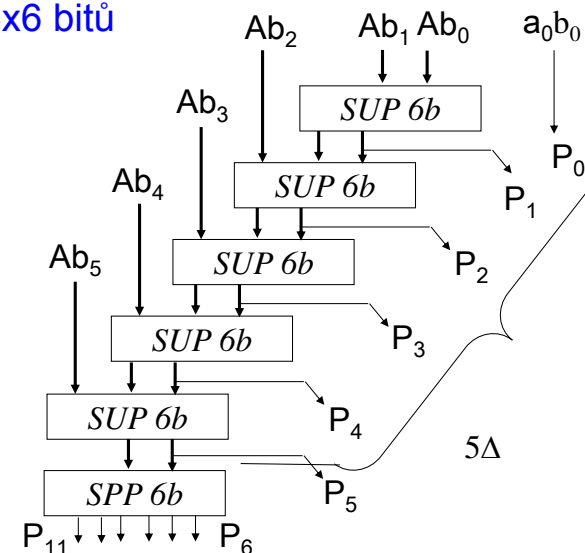 x6 bitů
Ab₂ Ab₁ Ab₀ a₀b₀
Ab₃ SUP 6b
P₀
Ab₄ SUP 6b P₁
Ab₅ SUP 6b P₂
SUP 6b P₃
SUP 6b P₄
5Δ
SPP 6b P₅
P₁₁ P₆